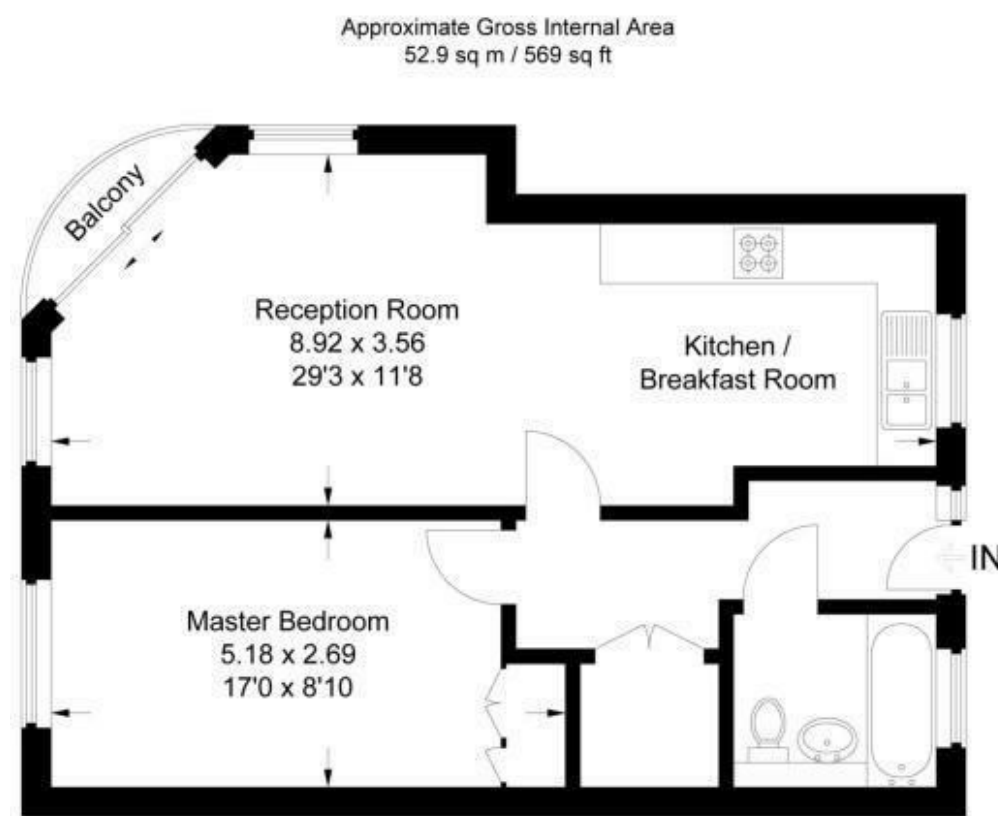 Approximate Gross Internal Area
52.9 sq m / 569 sq ft
Balcony
Reception Room
8.92 x 3.56
29'3 x 11'8
Kitchen /
Breakfast Room
IN
Master Bedroom
5.18 x 2.69
17'0 x 8'10